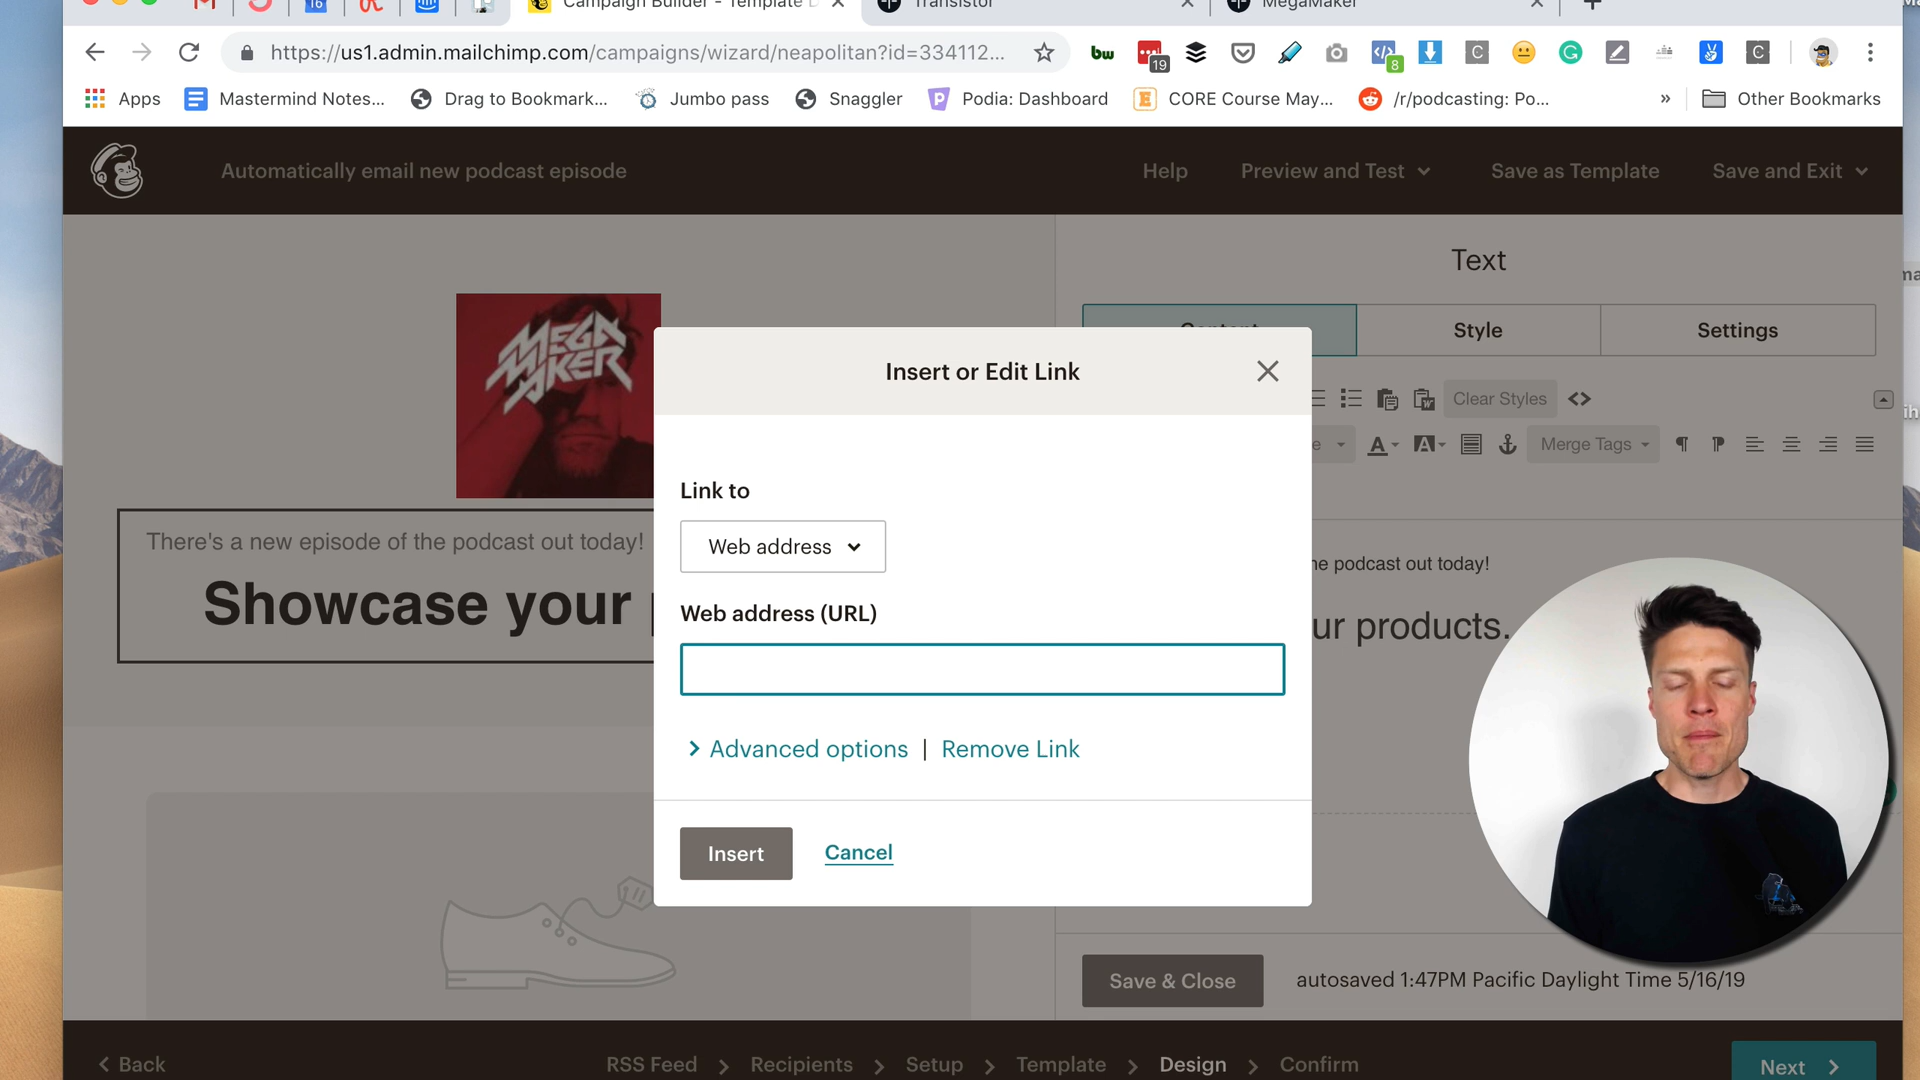 16
Campaign Builder - Template D
Transistor
MegaMaker
https://us1.admin.mailchimp.com/campaigns/wizard/neapolitan?id=334112...
bw
19
8
C
G
C
Apps
Mastermind Notes...
Drag to Bookmark...
Jumbo pass
Snaggler
Podia: Dashboard
CORE Course May...
/r/podcasting: Po...
»
Other Bookmarks
Automatically email new podcast episode
Help
Preview and Test
Save as Template
Save and Exit
Text
MEGA
MAKER
Content
Style
Settings
Insert or Edit Link
Clear Styles
Merge Tags
Link to
Web address
There's a new episode of the podcast out today!
he podcast out today!
Showcase your p
Web address (URL)
ur products.
Advanced options | Remove Link
Insert
Cancel
Save & Close
autosaved 1:47PM Pacific Daylight Time 5/16/19
Back
RSS Feed
Recipients
Setup
Template
Design
Confirm
Next